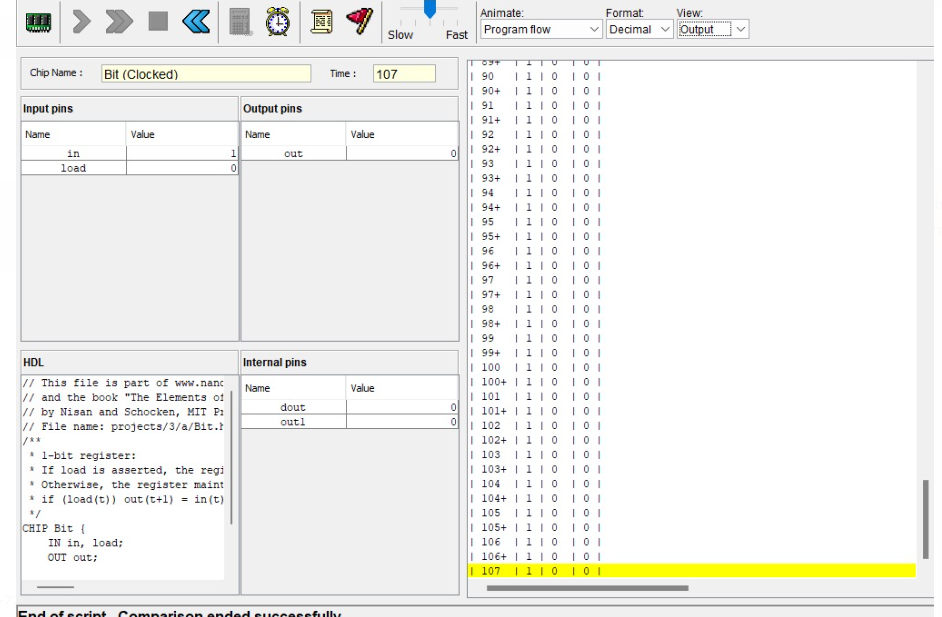 Slow Fast
Animate:
Program flow
Format:
Decimal
View:
Output
Chip Name :
Bit (Clocked)
Time :
107
Input pins
Name Value
in 1
load 0
Output pins
Name Value
out 0
HDL
// This file is part of www.nanc
// and the book "The Elements of
// by Nisan and Schocken, MIT Pr
// File name: projects/3/a/Bit.h
/**
* 1-bit register:
* If load is asserted, the regi
* Otherwise, the register maint
* if (load(t)) out(t+1) = in(t)
*/
CHIP Bit {
IN in, load;
OUT out;
Internal pins
Name Value
dout 0
out1 0
| 89+ | 1 | 0 | 0 |
| 90 | 1 | 0 | 0 |
| 90+ | 1 | 0 | 0 |
| 91 | 1 | 0 | 0 |
| 91+ | 1 | 0 | 0 |
| 92 | 1 | 0 | 0 |
| 92+ | 1 | 0 | 0 |
| 93 | 1 | 0 | 0 |
| 93+ | 1 | 0 | 0 |
| 94 | 1 | 0 | 0 |
| 94+ | 1 | 0 | 0 |
| 95 | 1 | 0 | 0 |
| 95+ | 1 | 0 | 0 |
| 96 | 1 | 0 | 0 |
| 96+ | 1 | 0 | 0 |
| 97 | 1 | 0 | 0 |
| 97+ | 1 | 0 | 0 |
| 98 | 1 | 0 | 0 |
| 98+ | 1 | 0 | 0 |
| 99 | 1 | 0 | 0 |
| 99+ | 1 | 0 | 0 |
| 100 | 1 | 0 | 0 |
| 100+ | 1 | 0 | 0 |
| 101 | 1 | 0 | 0 |
| 101+ | 1 | 0 | 0 |
| 102 | 1 | 0 | 0 |
| 102+ | 1 | 0 | 0 |
| 103 | 1 | 0 | 0 |
| 103+ | 1 | 0 | 0 |
| 104 | 1 | 0 | 0 |
| 104+ | 1 | 0 | 0 |
| 105 | 1 | 0 | 0 |
| 105+ | 1 | 0 | 0 |
| 106 | 1 | 0 | 0 |
| 106+ | 1 | 0 | 0 |
| 107 | 1 | 0 | 0 |
End of script - Comparison ended successfully